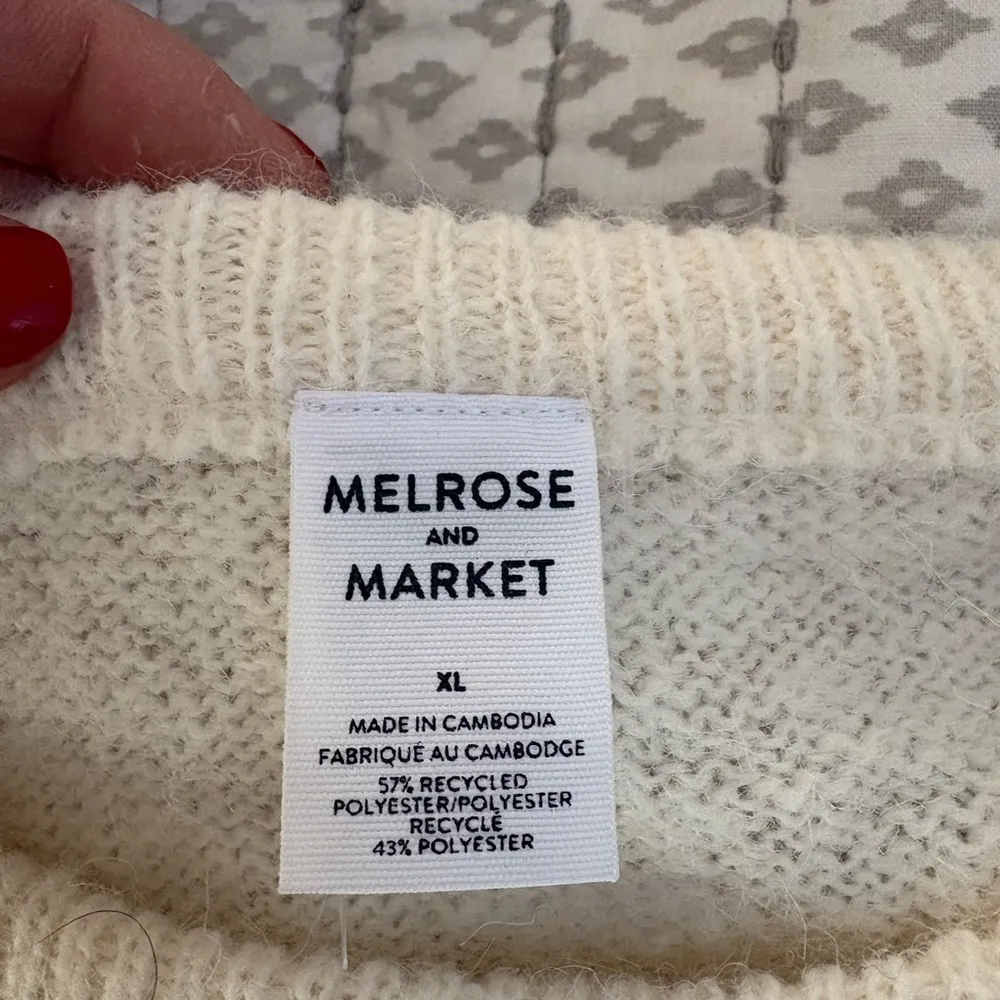 MELROSE
AND
MARKET
XL
MADE IN CAMBODIA
FABRIQUÉ AU CAMBODGE
57% RECYCLED
POLYESTER/POLYESTER
RECYCLÉ
43% POLYESTER